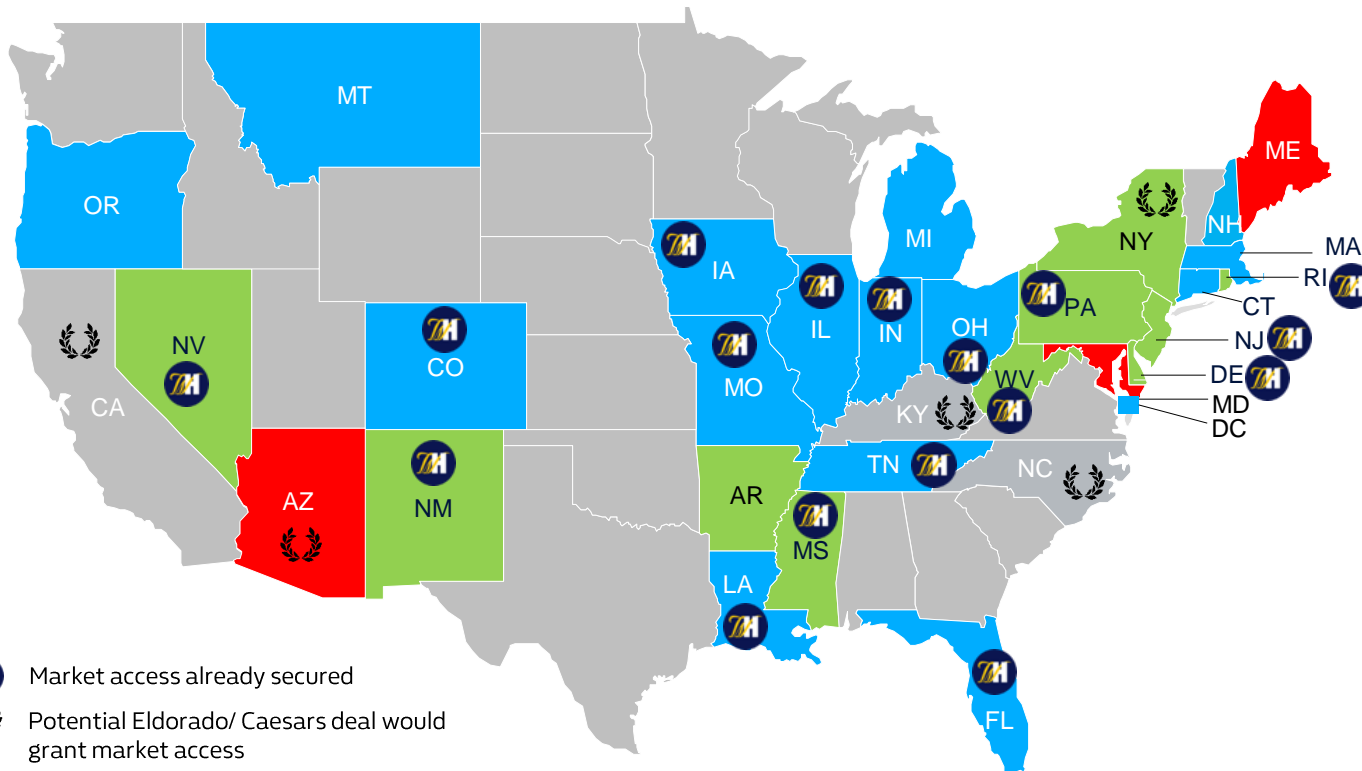 MT
ME
OR
MI
NH
NY
MA
IA
RI
CT
IL
IN
OH
PA
NV
NJ
CO
MO
WV
DE
CA
KY
MD
DC
TN
NC
AZ
NM
AR
MS
LA
FL
Market access already secured
Potential Eldorado/ Caesars deal would
grant market access